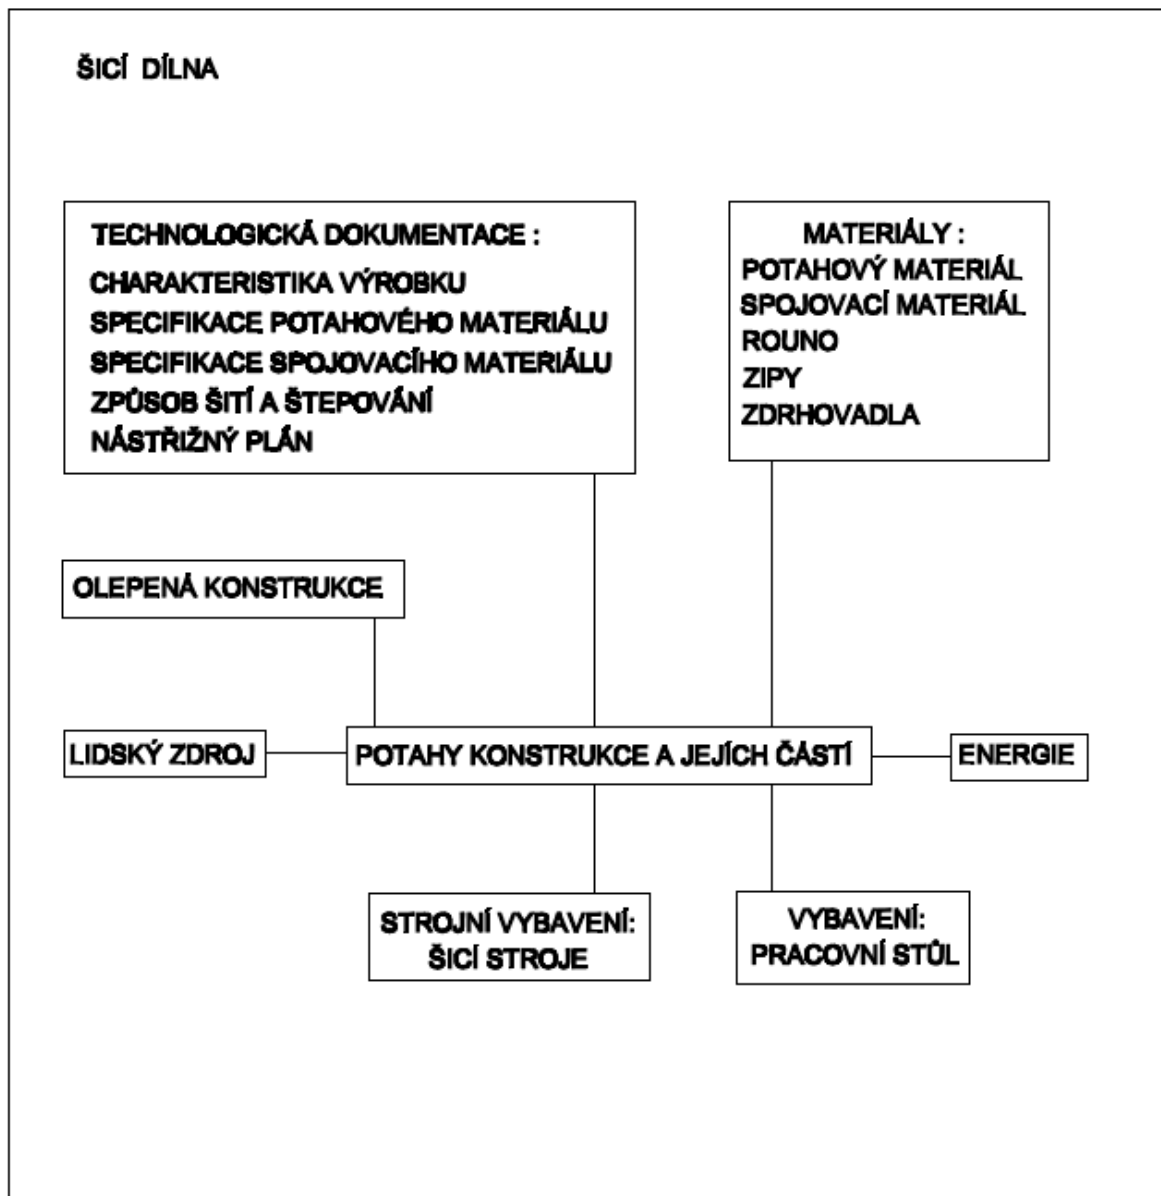 ŠICÍ DÍLNA
TECHNOLOGICKÁ DOKUMENTACE :
CHARAKTERISTIKA VÝROBKU
SPECIFIKACE POTAHOVÉHO MATERIÁLU
SPECIFIKACE SPOJOVACÍHO MATERIÁLU
ZPŮSOB ŠITÍ A ŠTEPOVÁNÍ
NÁSTŘIŽNÝ PLÁN
MATERIÁLY :
POTAHOVÝ MATERIÁL
SPOJOVACÍ MATERIÁL
ROUNO
ZIPY
ZDRHOVADLA
OLEPENÁ KONSTRUKCE
LIDSKÝ ZDROJ
POTAHY KONSTRUKCE A JEJÍCH ČÁSTÍ
ENERGIE
STROJNÍ VYBAVENÍ:
ŠICÍ STROJE
VYBAVENÍ:
PRACOVNÍ STŮL